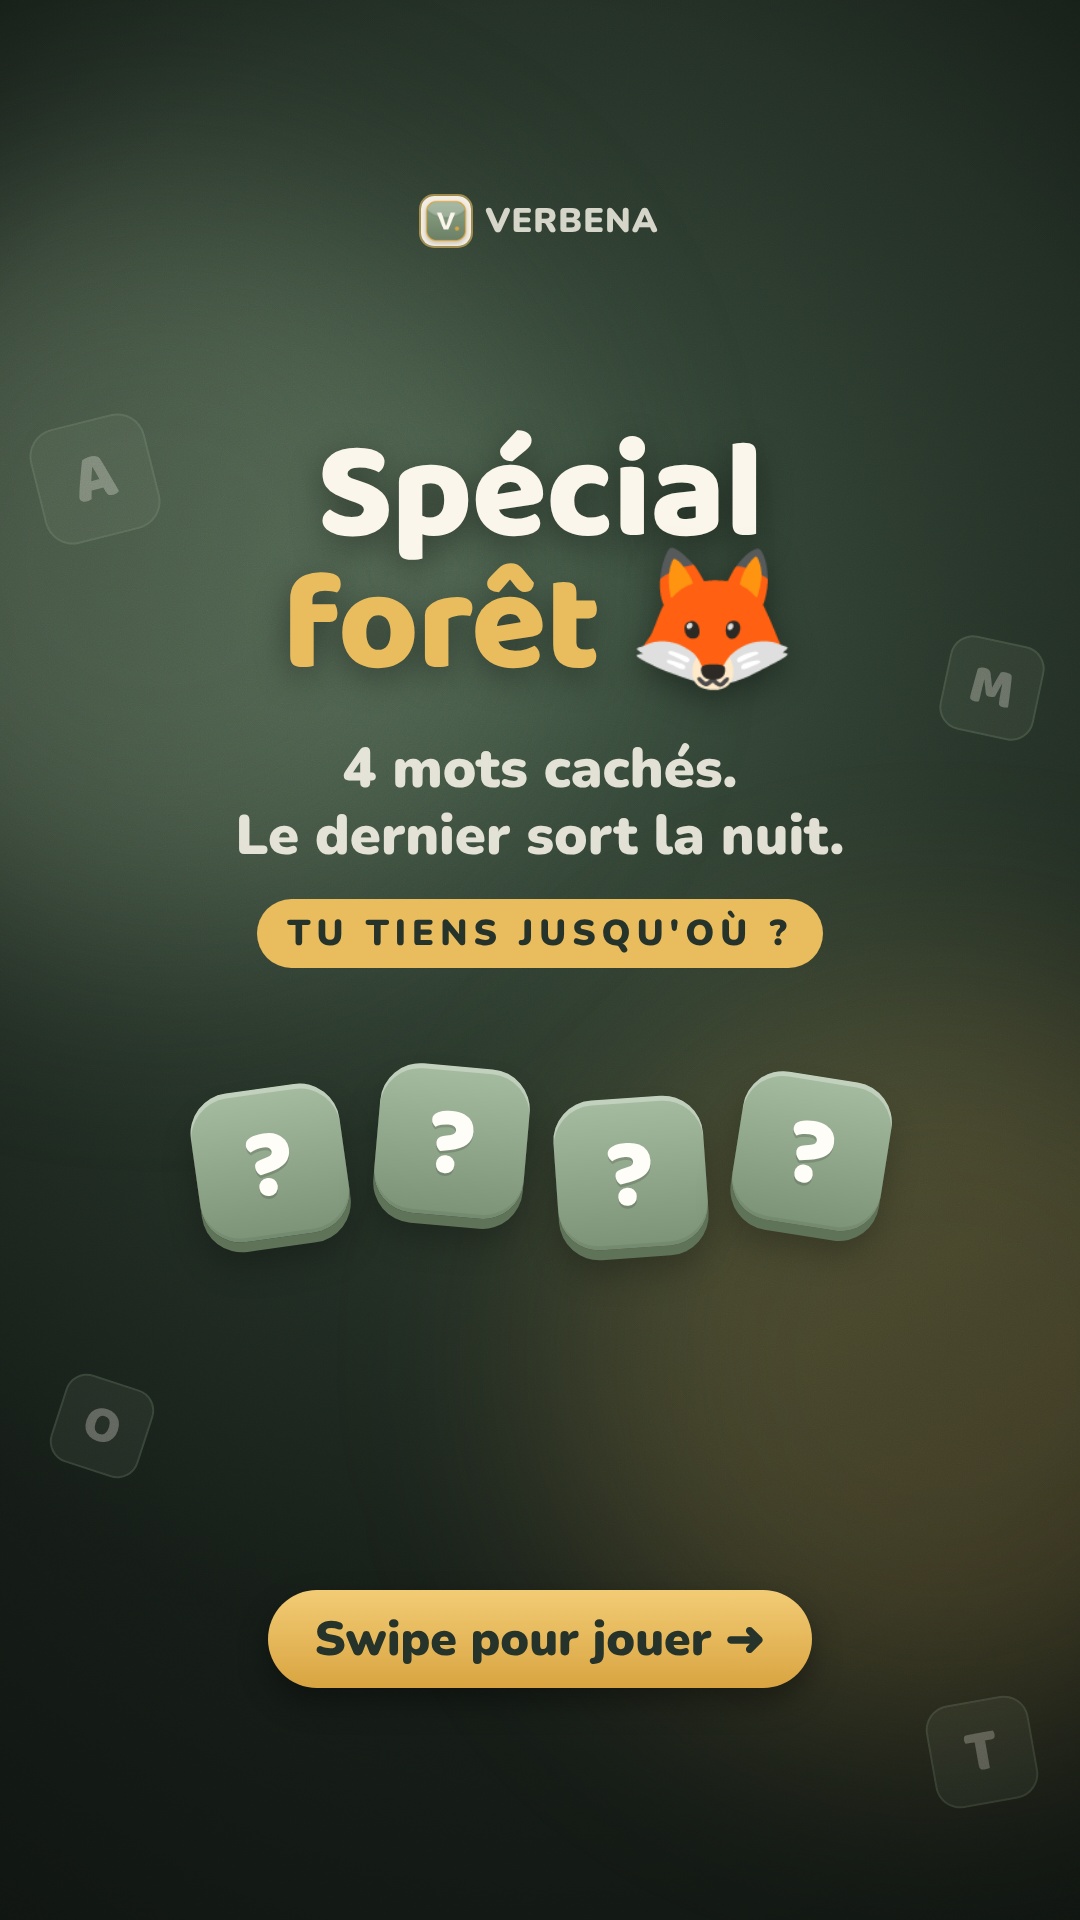 V.
VERBENA
A
Spécial
forêt
M
4 mots cachés.
Le dernier sort la nuit.
TU TIENS JUSQU'OÙ ?
? ? ? ?
O
Swipe pour jouer →
T